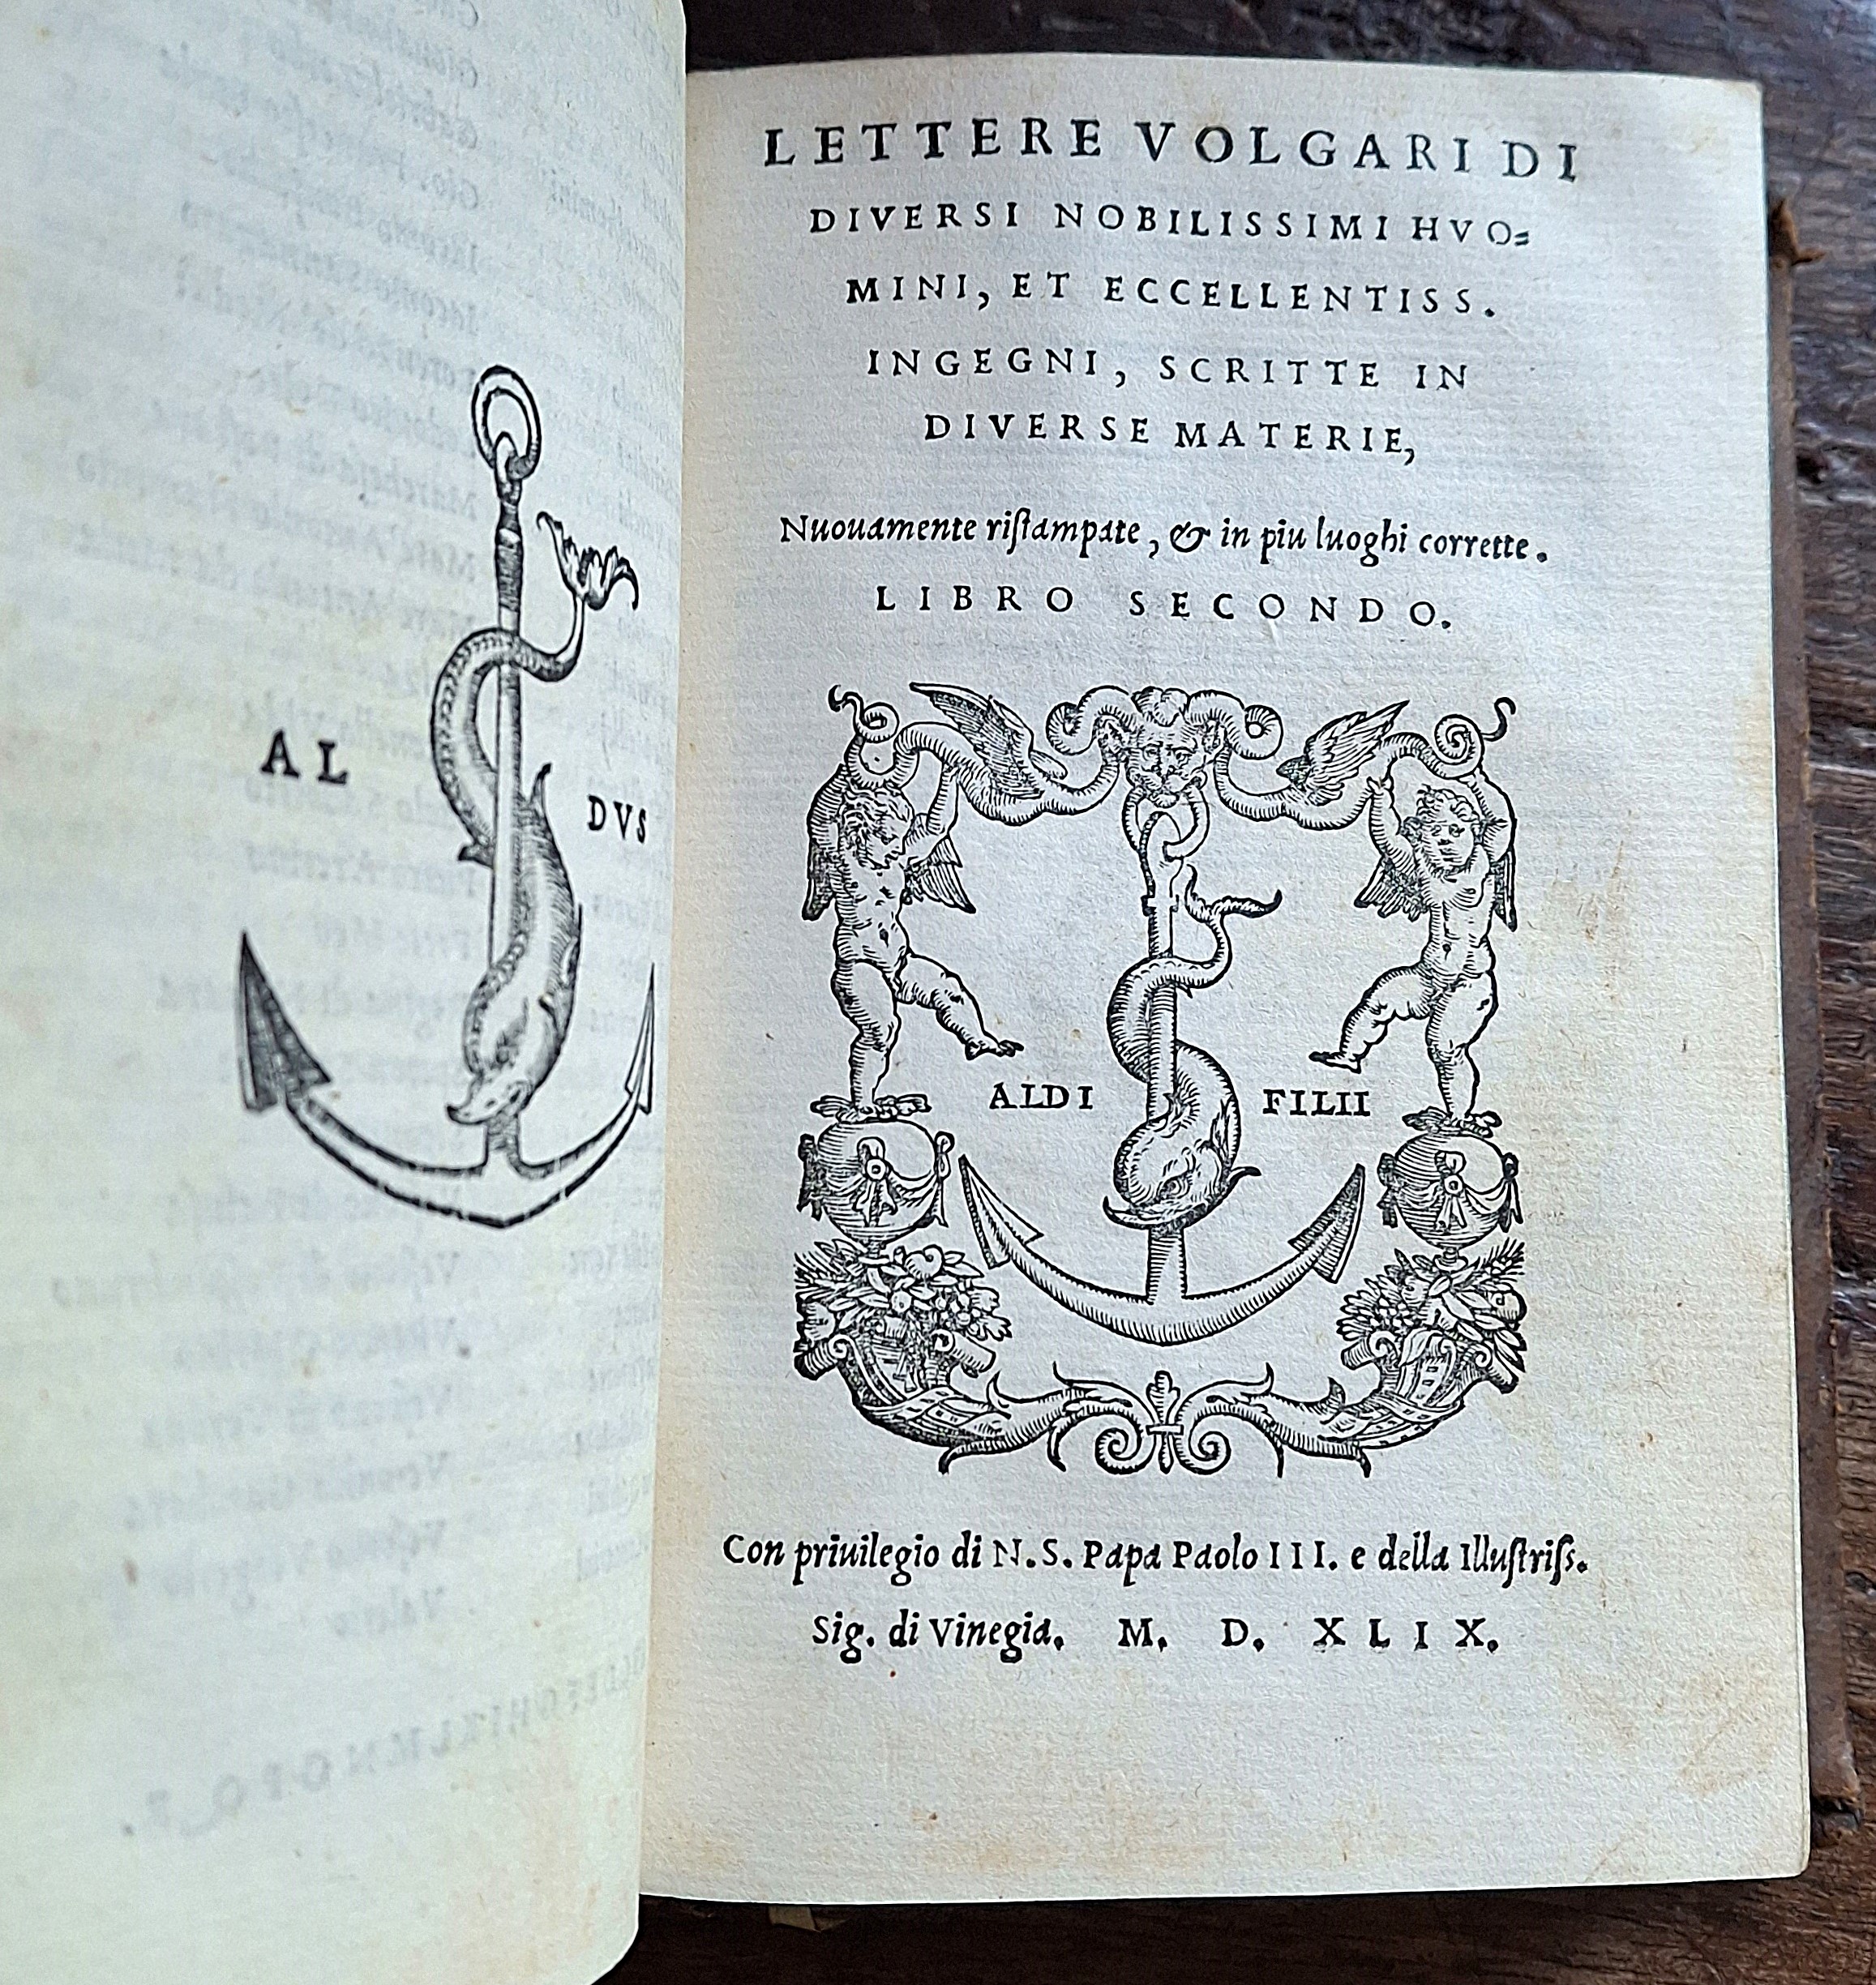 AL
DVS
LETTERE VOLGARI DI
DIVERSI NOBILISSIMI HVO=
MINI, ET ECCELLENTISS.
INGEGNI, SCRITTE IN
DIVERSE MATERIE,
Nuouamente riſtampate, & in piu luoghi corrette.
LIBRO SECONDO.
ALDI FILII
Con priuilegio di N. S. Papa Paolo III. e della Illuſtriſs.
Sig. di Vinegia. M. D. XLIX.